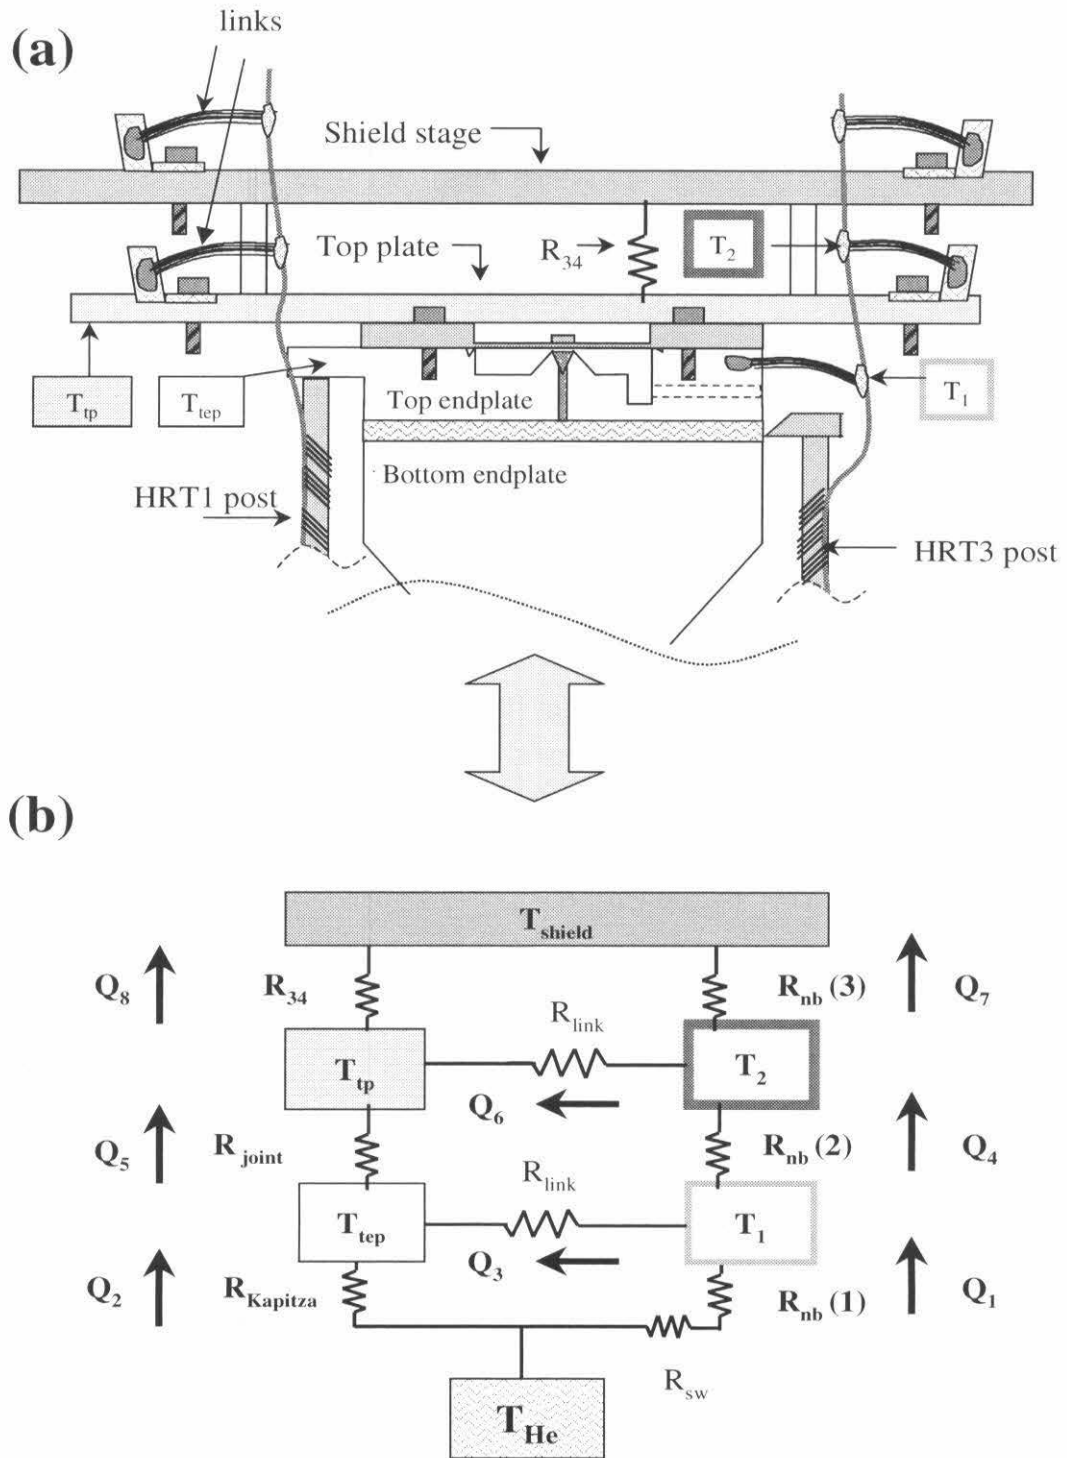 (a)
links
Shield stage
Top plate
R34
T2
Ttp
Ttep
Top endplate
T1
Bottom endplate
HRT1 post
HRT3 post
(b)
Tshield
Q8
R34
Rnb (3)
Q7
Rlink
Ttp
T2
Q6
Q5
Rjoint
Rnb (2)
Q4
Rlink
Ttep
T1
Q3
Q2
RKapitza
Rnb (1)
Q1
Rsw
THe